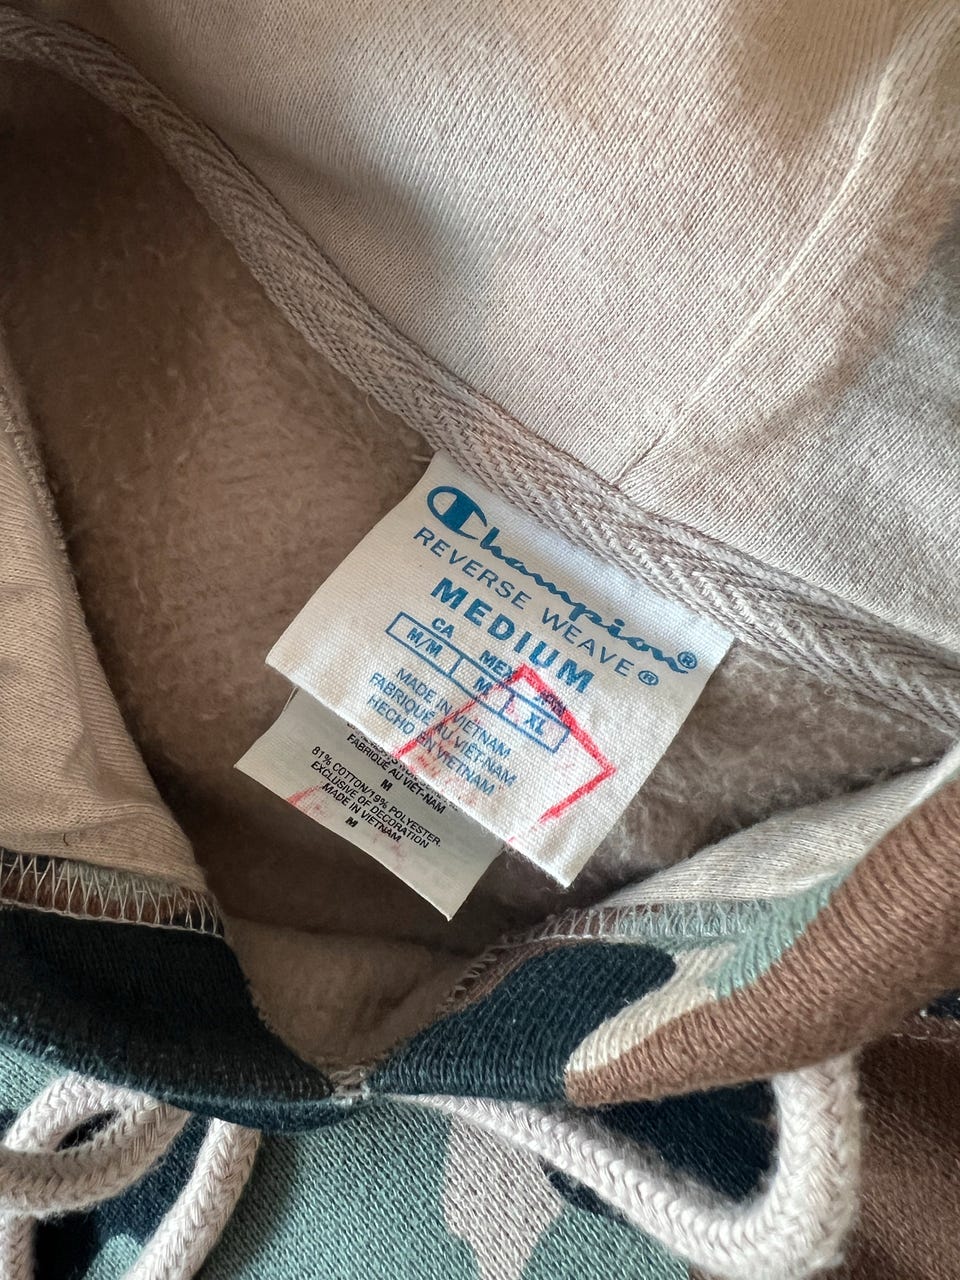 Champion®
REVERSE WEAVE®
MEDIUM
CA MEX
M/M M XL
MADE IN VIETNAM
FABRIQUÉ AU VIÊT-NAM
HECHO EN VIETNAM
FABRIQUÉ AU VIET-NAM
M
81% COTTON/19% POLYESTER.
EXCLUSIVE OF DECORATION
MADE IN VIETNAM
M